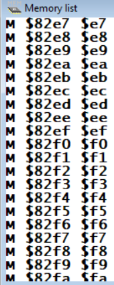 Memory list
M $82e7 $e7
M $82e8 $e8
M $82e9 $e9
M $82ea $ea
M $82eb $eb
M $82ec $ec
M $82ed $ed
M $82ee $ee
M $82ef $ef
M $82f0 $f0
M $82f1 $f1
M $82f2 $f2
M $82f3 $f3
M $82f4 $f4
M $82f5 $f5
M $82f6 $f6
M $82f7 $f7
M $82f8 $f8
M $82f9 $f9
M $82fa $fa